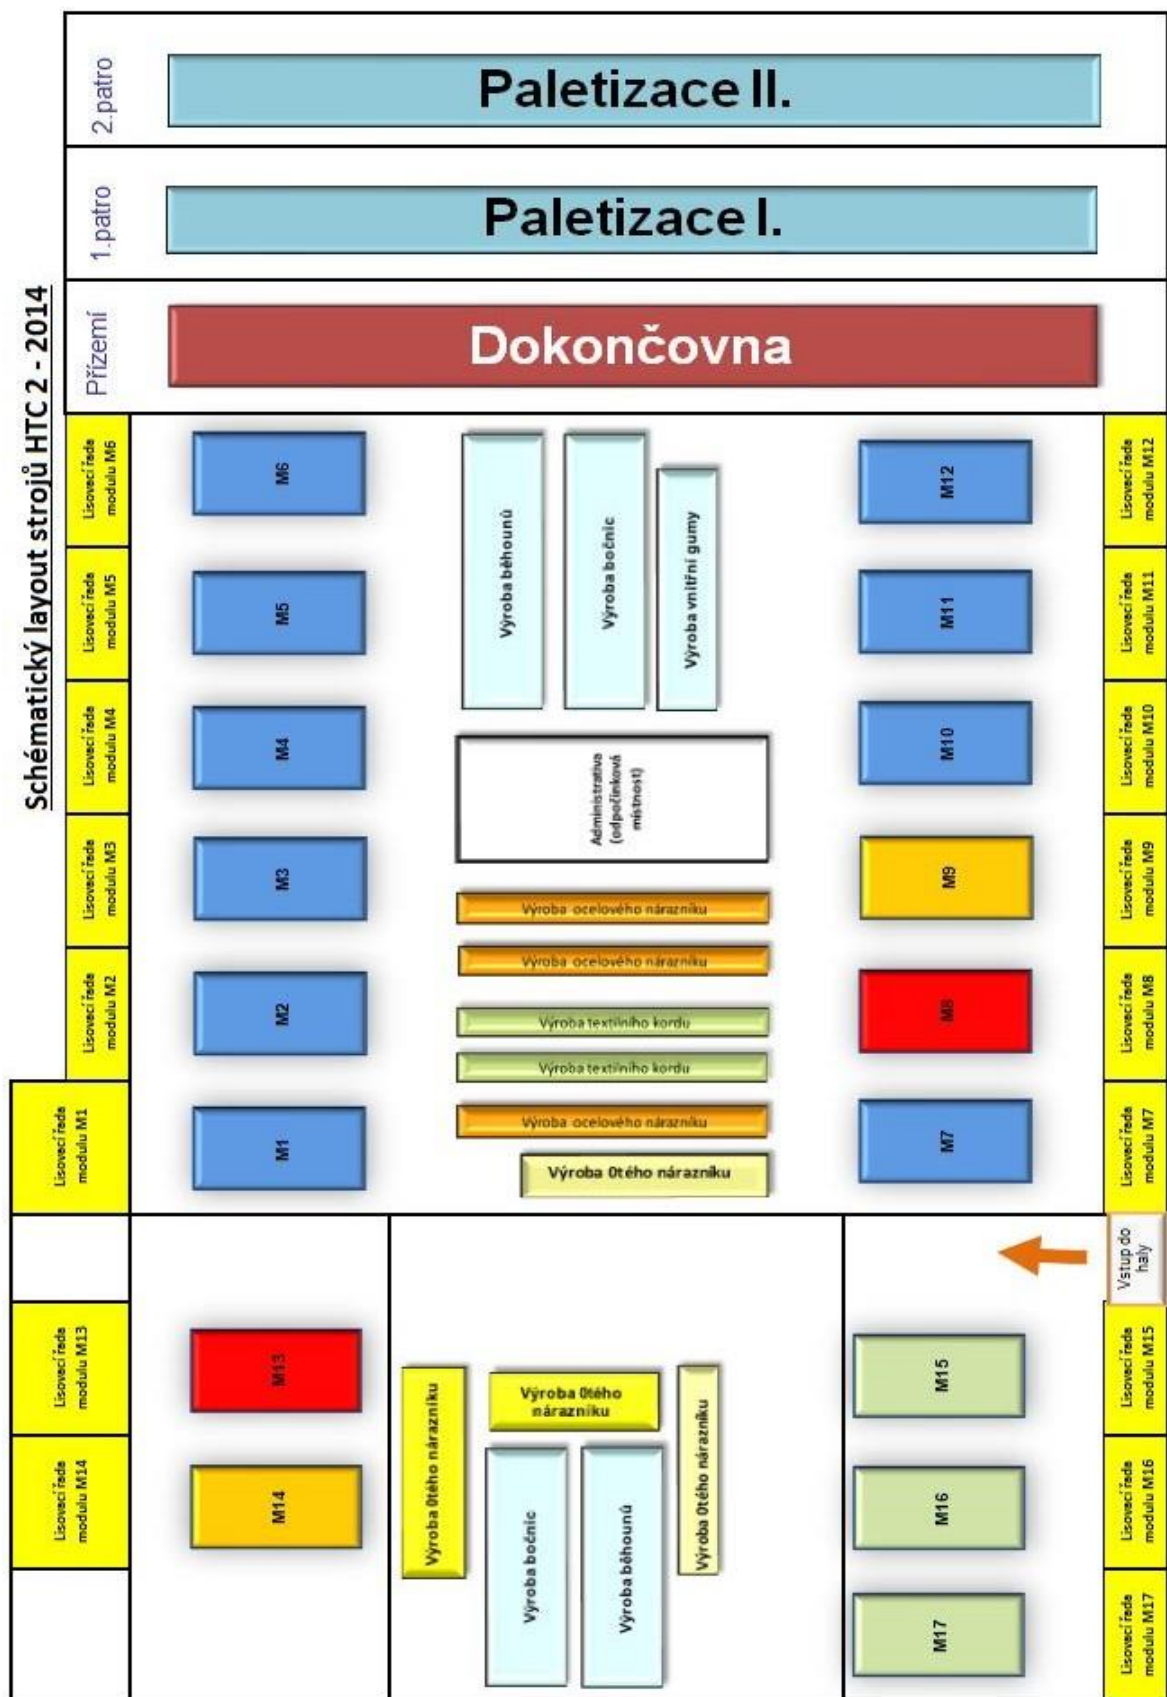 Schématický layout strojů HTC 2 - 2014
2.patro
Paletizace II.
1.patro
Paletizace I.
Přízemí
Dokončovna
Lisovací řada
modulu M6
M6
Výroba běhounů
Výroba bočnic
Výroba vnitřní gumy
M12
Lisovací řada
modulu M12
Lisovací řada
modulu M5
M5
M11
Lisovací řada
modulu M11
Lisovací řada
modulu M4
M4
Administrativa
(odpočinková
místnost)
M10
Lisovací řada
modulu M10
Lisovací řada
modulu M3
M3
Výroba ocelového nárazníku
M9
Lisovací řada
modulu M9
Lisovací řada
modulu M2
M2
Výroba ocelového nárazníku
Výroba textilního kordu
Výroba textilního kordu
M8
Lisovací řada
modulu M8
Lisovací řada
modulu M1
M1
Výroba ocelového nárazníku
Výroba 0tého nárazníku
M7
Lisovací řada
modulu M7
Vstup do
haly
Lisovací řada
modulu M13
M13
Výroba 0tého nárazníku
Výroba 0tého
nárazníku
Výroba 0tého nárazníku
M15
Lisovací řada
modulu M15
Lisovací řada
modulu M14
M14
Výroba bočnic
Výroba běhounů
M16
Lisovací řada
modulu M16
M17
Lisovací řada
modulu M17